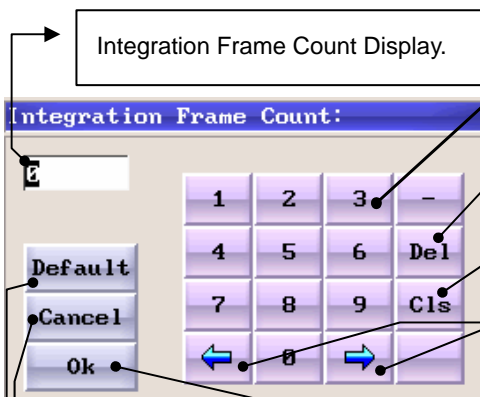 Integration Frame Count Display.
Integration Frame Count:
0
1 2 3 -
4 5 6 Del
Default
7 8 9 Cls
Cancel
0
Ok